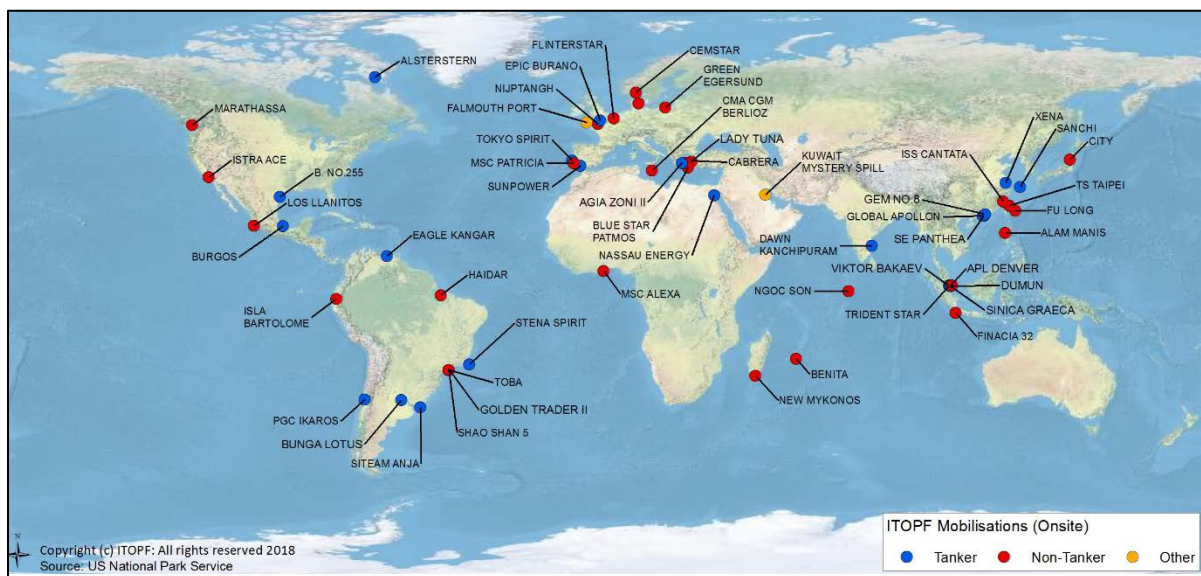 FLINTERSTAR
CEMSTAR
ALSTERSTERN
EPIC BURANO
GREEN
EGERSUND
NIJPTANGH
MARATHASSA
FALMOUTH PORT
CMA CGM
BERLIOZ
XENA
SANCHI
TOKYO SPIRIT
LADY TUNA
ISS CANTATA
CITY
ISTRA ACE
MSC PATRICIA
CABRERA
KUWAIT
MYSTERY SPILL
B. NO.255
SUNPOWER
TS TAIPEI
LOS LLANITOS
AGIA ZONI II
GEM NO.8
FU LONG
BLUE STAR
PATMOS
GLOBAL APOLLON
BURGOS
EAGLE KANGAR
NASSAU ENERGY
DAWN
KANCHIPURAM
SE PANTHEA
ALAM MANIS
HAIDAR
VIKTOR BAKAEV
APL DENVER
MSC ALEXA
NGOC SON
DUMUN
ISLA
BARTOLOME
TRIDENT STAR
SINICA GRAECA
STENA SPIRIT
FINACIA 32
TOBA
BENITA
NEW MYKONOS
PGC IKAROS
GOLDEN TRADER II
BUNGA LOTUS
SHAO SHAN 5
SITEAM ANJA
ITOPF Mobilisations (Onsite)
Tanker Non-Tanker Other
Copyright (c) ITOPF: All rights reserved 2018
Source: US National Park Service